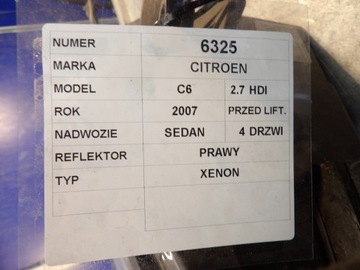 NUMER 6325
MARKA CITROEN
MODEL C6 2.7 HDI
ROK 2007 PRZED LIFT.
NADWOZIE SEDAN 4 DRZWI
REFLEKTOR PRAWY
TYP XENON